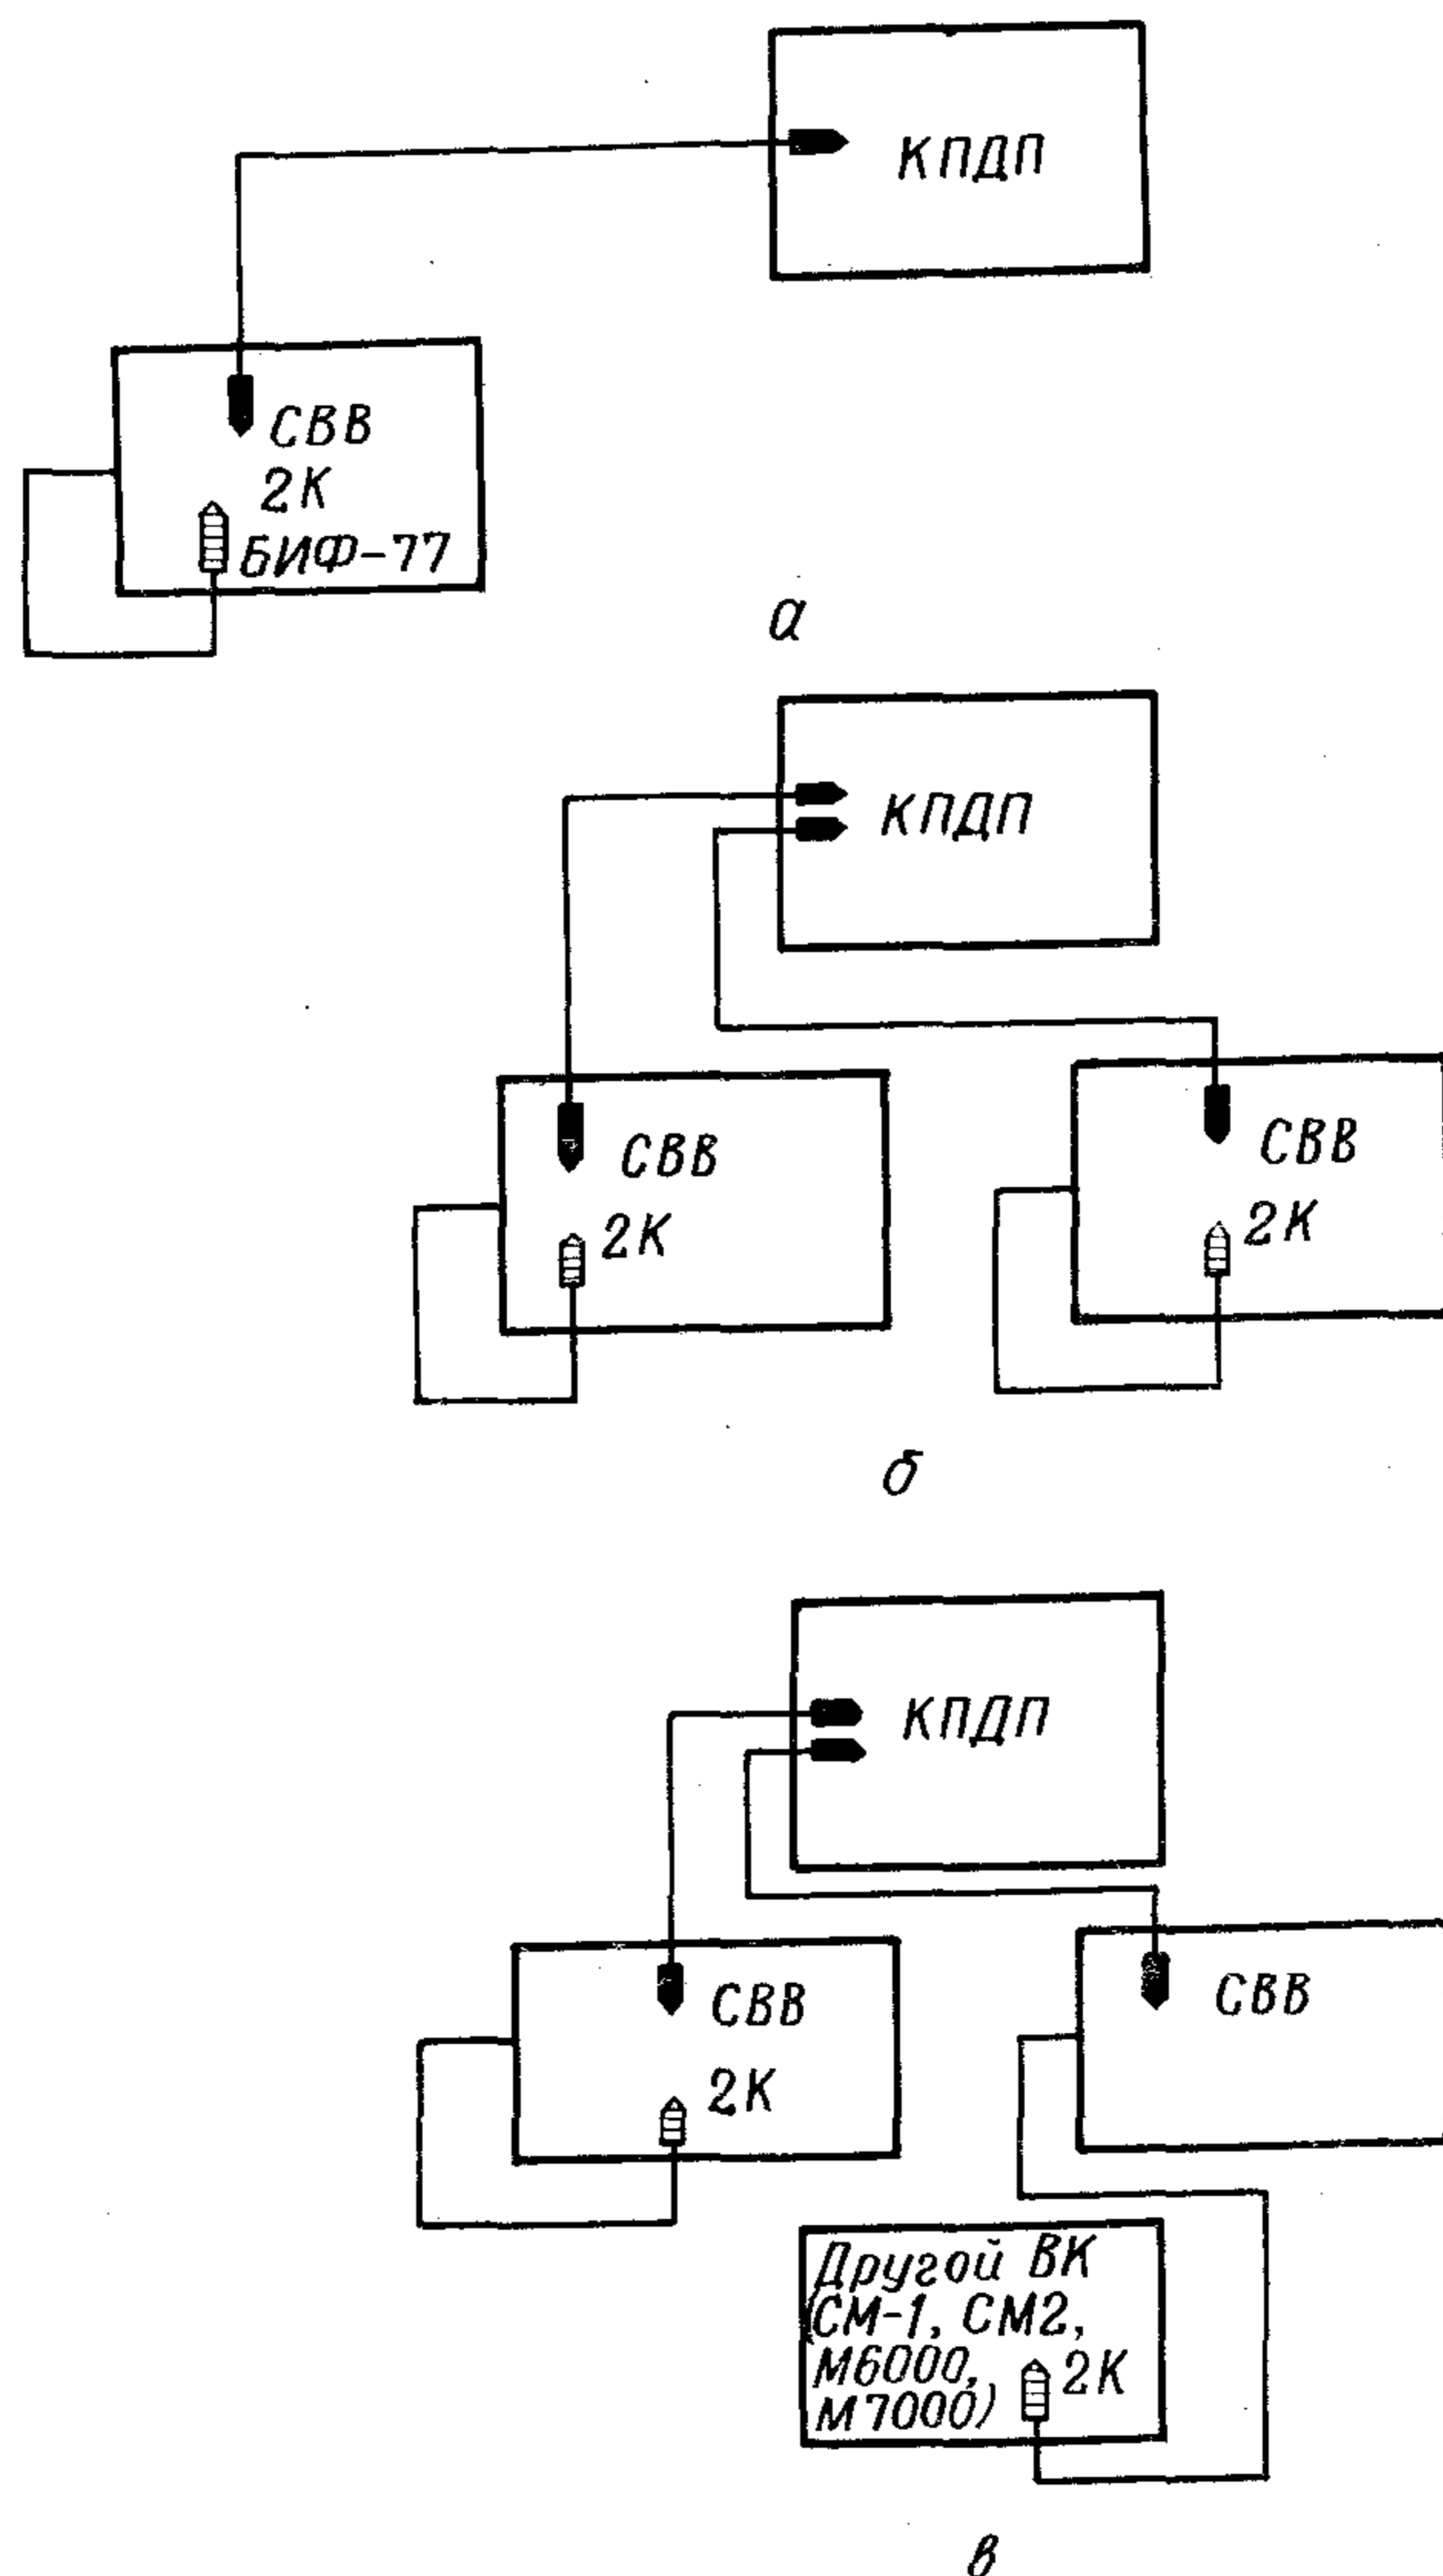 КПДП
СВВ
2К
БИФ-77
а
КПДП
СВВ
2К
СВВ
2К
б
КПДП
СВВ
2К
СВВ
Другой ВК
(СМ-1, СМ2,
М6000,
М7000)
2К
в